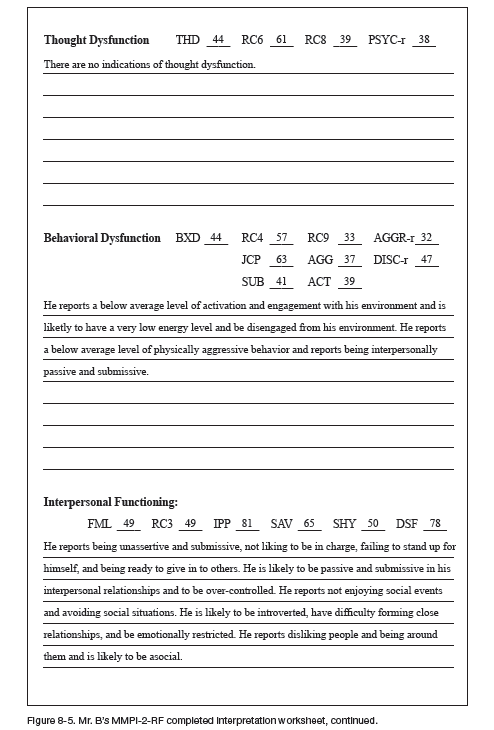 Thought Dysfunction THD 44 RC6 61 RC8 39 PSYC-r 38
There are no indications of thought dysfunction.
Behavioral Dysfunction BXD 44 RC4 57 RC9 33 AGGR-r 32
JCP 63 AGG 37 DISC-r 47
SUB 41 ACT 39
He reports a below average level of activation and engagement with his environment and is
liketly to have a very low energy level and be disengaged from his environment. He reports
a below average level of physically aggressive behavior and reports being interpersonally
passive and submissive.
Interpersonal Functioning:
FML 49 RC3 49 IPP 81 SAV 65 SHY 50 DSF 78
He reports being unassertive and submissive, not liking to be in charge, failing to stand up for
himself, and being ready to give in to others. He is likely to be passive and submissive in his
interpersonal relationships and to be over-controlled. He reports not enjoying social events
and avoiding social situations. He is likely to be introverted, have difficulty forming close
relationships, and be emotionally restricted. He reports disliking people and being around
them and is likely to be asocial.
Figure 8-5. Mr. B's MMPI-2-RF completed interpretation worksheet, continued.